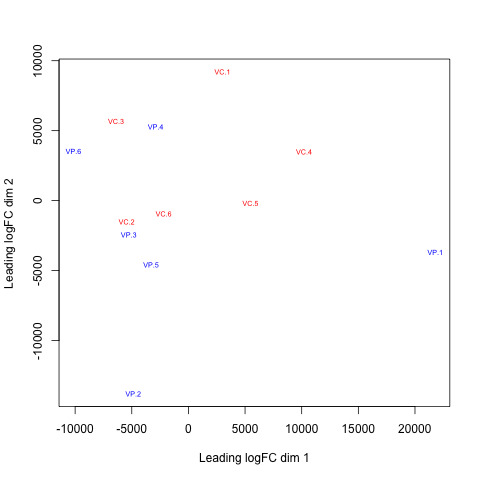 10000
5000
0
-5000
-10000
Leading logFC dim 2
VC.1
VC.3
VP.4
VP.6
VC.4
VC.5
VC.6
VC.2
VP.3
VP.1
VP.5
VP.2
-10000 -5000 0 5000 10000 15000 20000
Leading logFC dim 1